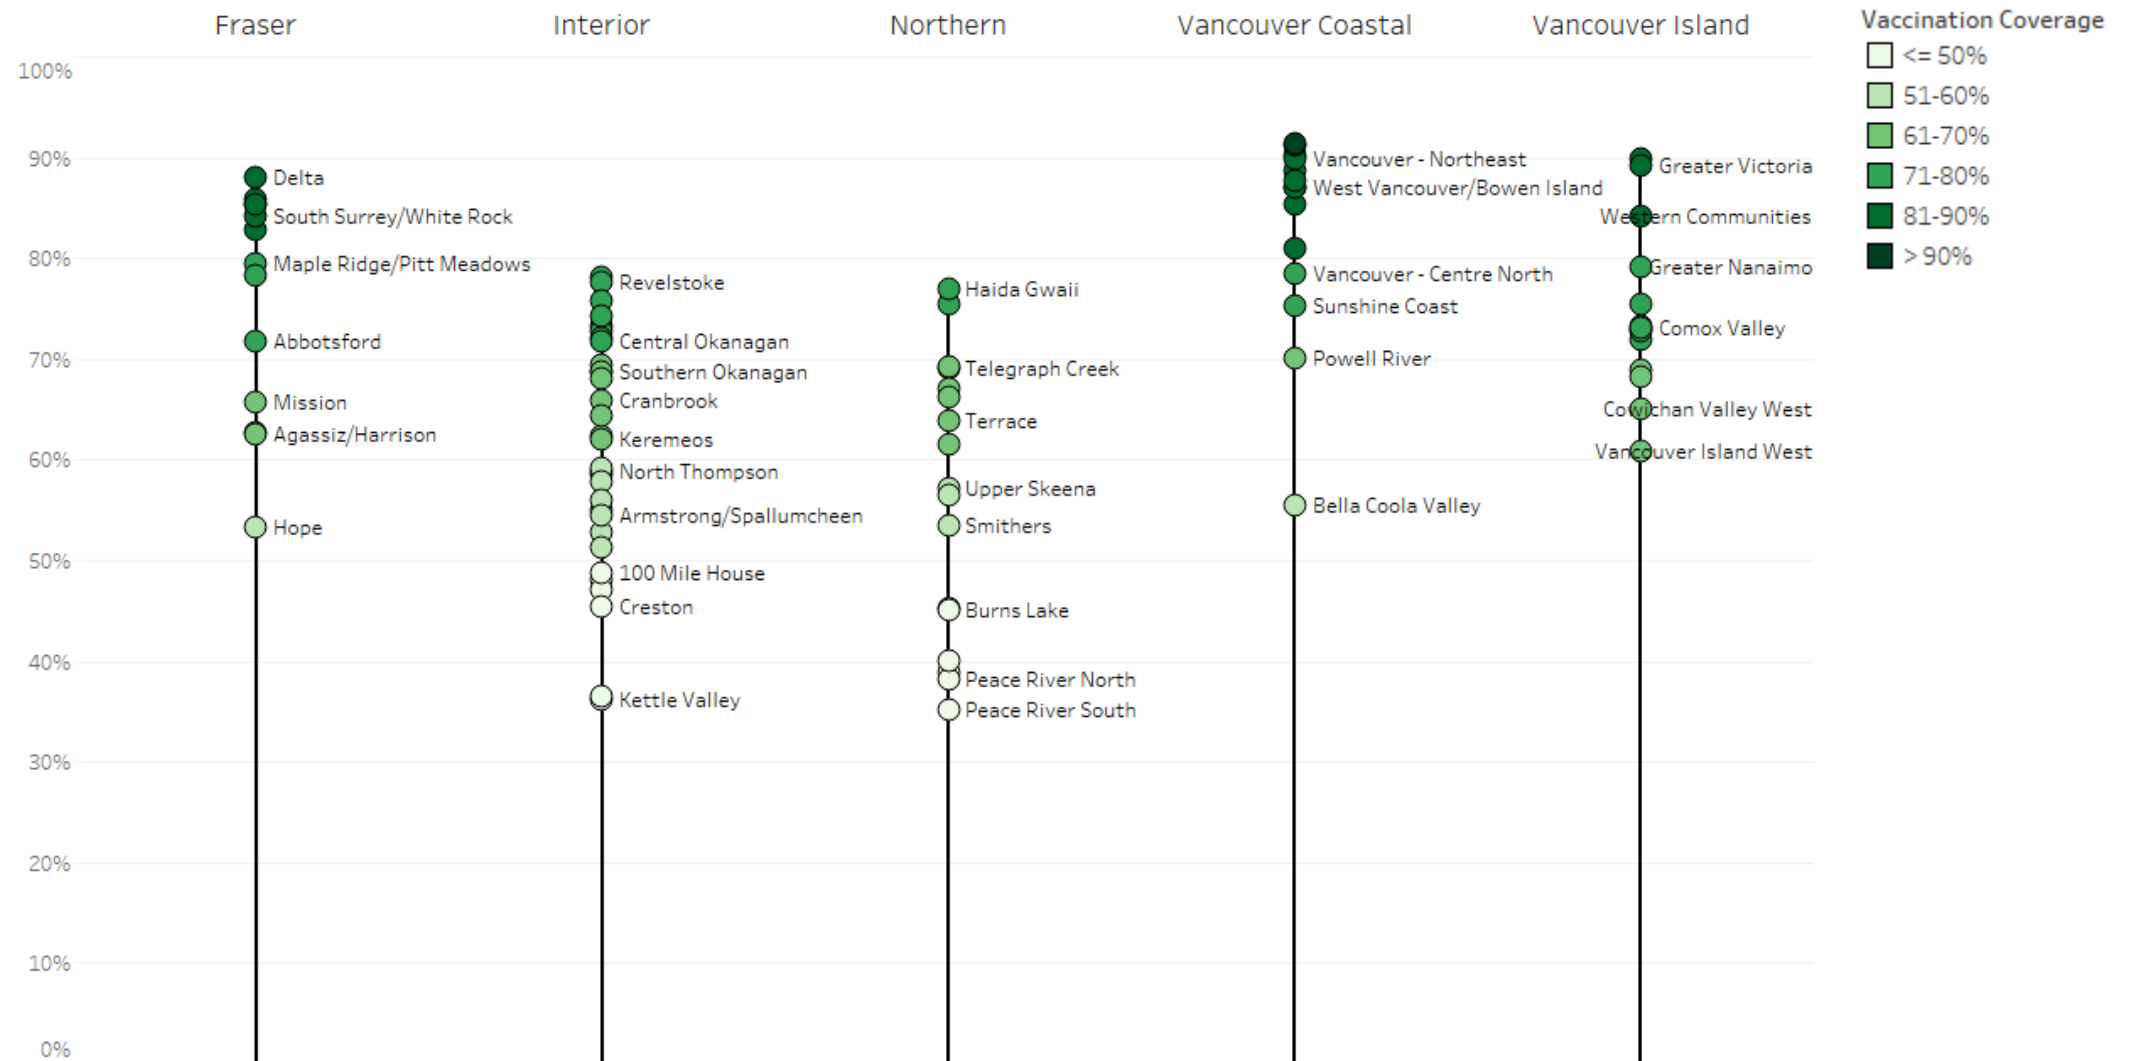 Fraser
Interior
Northern
Vancouver Coastal
Vancouver Island
Vaccination Coverage
<= 50%
51-60%
61-70%
71-80%
81-90%
> 90%
100%
90%
80%
70%
60%
50%
40%
30%
20%
10%
0%
Delta
South Surrey/White Rock
Maple Ridge/Pitt Meadows
Abbotsford
Mission
Agassiz/Harrison
Hope
Revelstoke
Central Okanagan
Southern Okanagan
Cranbrook
Keremeos
North Thompson
Armstrong/Spallumcheen
100 Mile House
Creston
Kettle Valley
Haida Gwaii
Telegraph Creek
Terrace
Upper Skeena
Smithers
Burns Lake
Peace River North
Peace River South
Vancouver - Northeast
West Vancouver/Bowen Island
Vancouver - Centre North
Sunshine Coast
Powell River
Bella Coola Valley
Greater Victoria
Western Communities
Greater Nanaimo
Comox Valley
Cowichan Valley West
Vancouver Island West